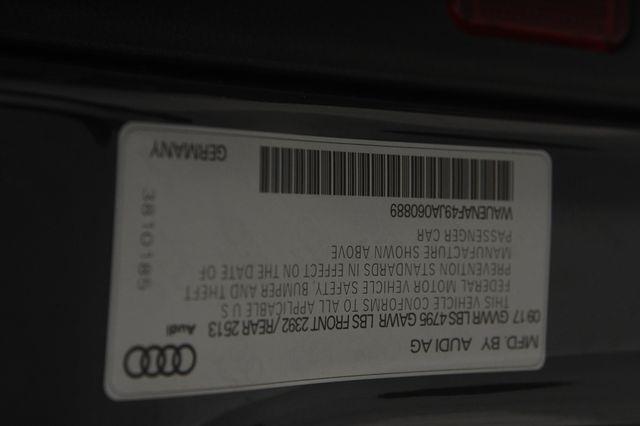 MFD. BY AUDI AG
09 17 GVWR LBS 4795 GAWR LBS FRONT 2392 / REAR 2513
THIS VEHICLE CONFORMS TO ALL APPLICABLE U S
FEDERAL MOTOR VEHICLE SAFETY, BUMPER AND THEFT
PREVENTION STANDARDS IN EFFECT ON THE DATE OF
MANUFACTURE SHOWN ABOVE
PASSENGER CAR
WAUENAF49JA060889
GERMANY
Audi
3810185